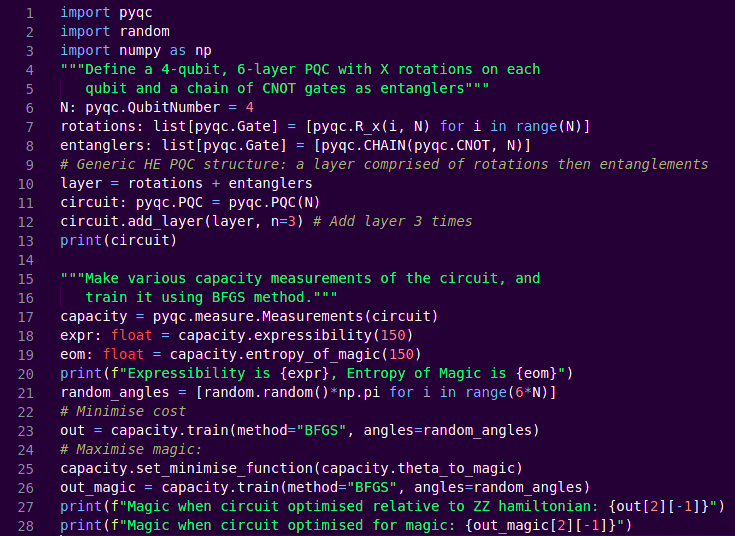 1 import pyqc
2 import random
3 import numpy as np
4 """Define a 4-qubit, 6-layer PQC with X rotations on each
5 qubit and a chain of CNOT gates as entanglers"""
6 N: pyqc.QubitNumber = 4
7 rotations: list[pyqc.Gate] = [pyqc.R_x(i, N) for i in range(N)]
8 entanglers: list[pyqc.Gate] = [pyqc.CHAIN(pyqc.CNOT, N)]
9 # Generic HE PQC structure: a layer comprised of rotations then entanglements
10 layer = rotations + entanglers
11 circuit: pyqc.PQC = pyqc.PQC(N)
12 circuit.add_layer(layer, n=3) # Add layer 3 times
13 print(circuit)
14
15 """Make various capacity measurements of the circuit, and
16 train it using BFGS method."""
17 capacity = pyqc.measure.Measurements(circuit)
18 expr: float = capacity.expressibility(150)
19 eom: float = capacity.entropy_of_magic(150)
20 print(f"Expressibility is {expr}, Entropy of Magic is {eom}")
21 random_angles = [random.random()*np.pi for i in range(6*N)]
22 # Minimise cost
23 out = capacity.train(method="BFGS", angles=random_angles)
24 # Maximise magic:
25 capacity.set_minimise_function(capacity.theta_to_magic)
26 out_magic = capacity.train(method="BFGS", angles=random_angles)
27 print(f"Magic when circuit optimised relative to ZZ hamiltonian: {out[2][-1]}")
28 print(f"Magic when circuit optimised for magic: {out_magic[2][-1]}")